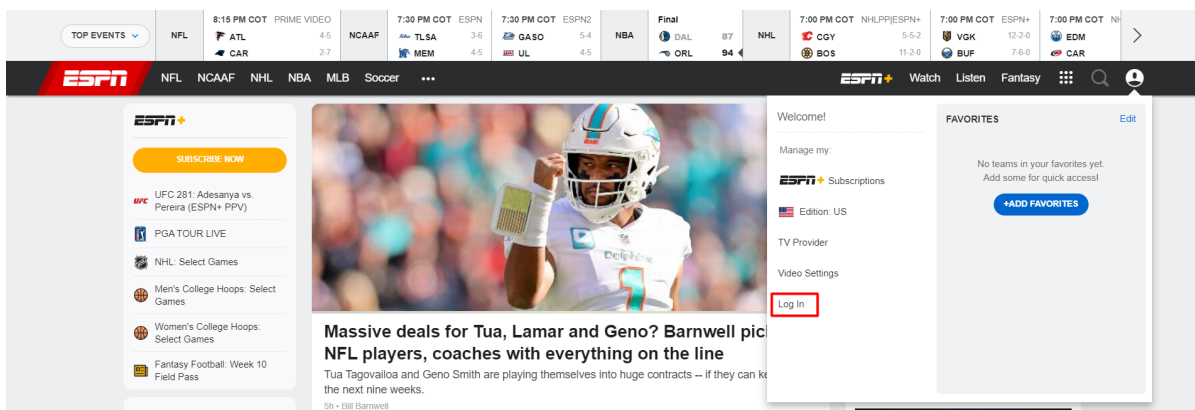 TOP EVENTS
NFL
8:15 PM COT PRIME VIDEO
ATL 4-5
CAR 2-7
NCAAF
7:30 PM COT ESPN
TLSA 3-6
MEM 4-5
7:30 PM COT ESPN2
GASO 5-4
UL 4-5
NBA
Final
DAL 87
ORL 94
NHL
7:00 PM COT NHLPP|ESPN+
CGY 5-5-2
BOS 11-2-0
7:00 PM COT ESPN+
VGK 12-2-0
BUF 7-6-0
7:00 PM COT
EDM
CAR
ESPN NFL NCAAF NHL NBA MLB Soccer ••• ESPN+ Watch Listen Fantasy
ESPN+
SUBSCRIBE NOW
UFC UFC 281: Adesanya vs.
Pereira (ESPN+ PPV)
PGA TOUR LIVE
NHL: Select Games
Men's College Hoops: Select
Games
Women's College Hoops:
Select Games
Fantasy Football: Week 10
Field Pass
Dolphins
Massive deals for Tua, Lamar and Geno? Barnwell pic
NFL players, coaches with everything on the line
Tua Tagovailoa and Geno Smith are playing themselves into huge contracts -- if they can ke
the next nine weeks.
5h • Bill Barnwell
Welcome!
Manage my:
ESPN+ Subscriptions
Edition: US
TV Provider
Video Settings
Log In
FAVORITES Edit
No teams in your favorites yet.
Add some for quick access!
+ADD FAVORITES